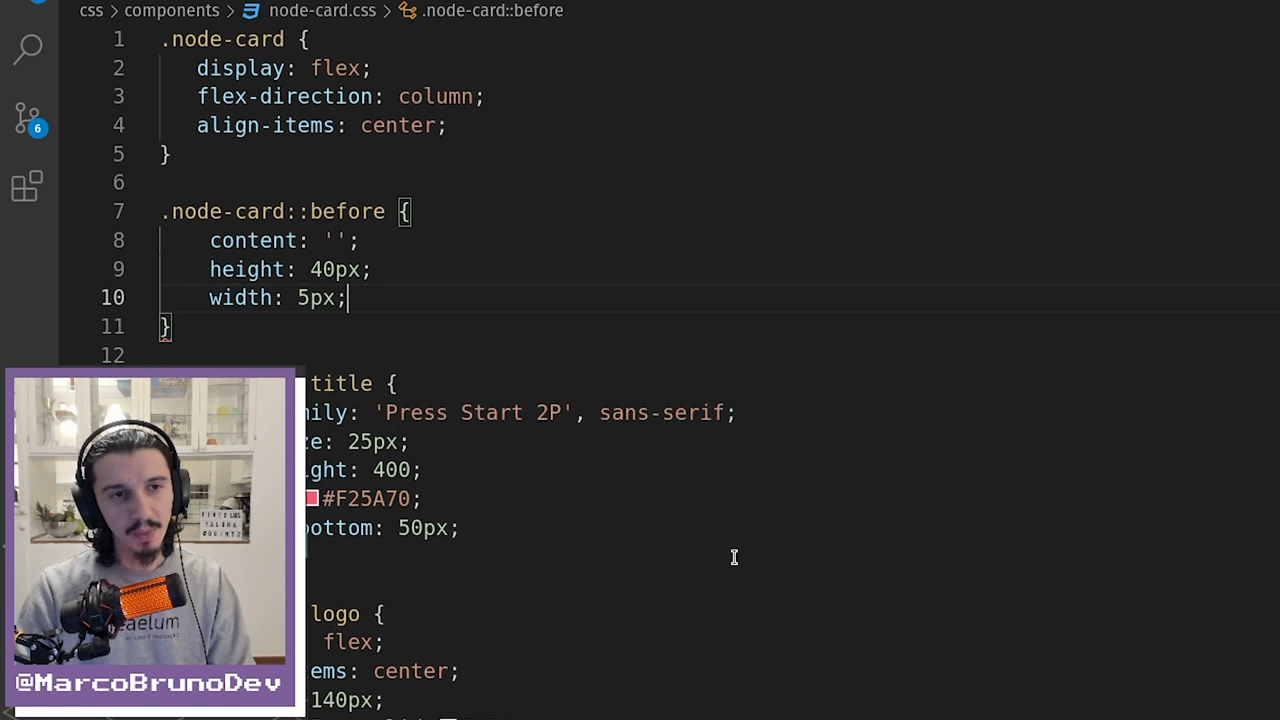 css > components > node-card.css > .node-card::before
1 .node-card {
2 display: flex;
3 flex-direction: column;
4 align-items: center;
5 }
6
7 .node-card::before {
8 content: '';
9 height: 40px;
10 width: 5px;
11 }
12
title {
ily: 'Press Start 2P', sans-serif;
ze: 25px;
ght: 400;
#F25A70;
bottom: 50px;
logo {
flex;
ems: center;
140px;
6
aelum
@MarcoBrunoDev